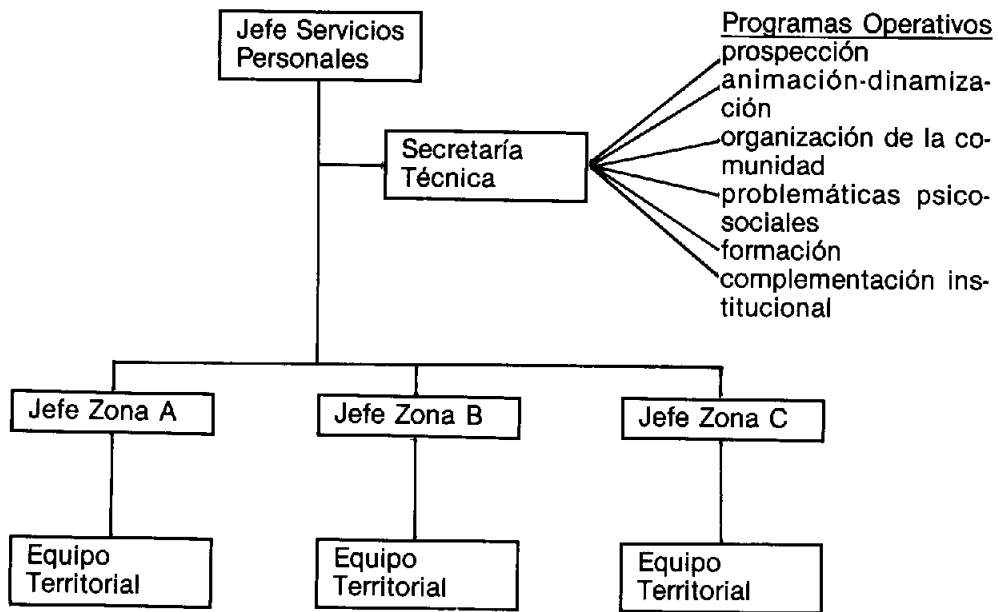 Jefe Servicios
Personales
Programas Operativos
prospección
animación-dinamiza-
ción
organización de la co-
munidad
problemáticas psico-
sociales
formación
complementación ins-
titucional
Secretaría
Técnica
Jefe Zona A
Jefe Zona B
Jefe Zona C
Equipo
Territorial
Equipo
Territorial
Equipo
Territorial